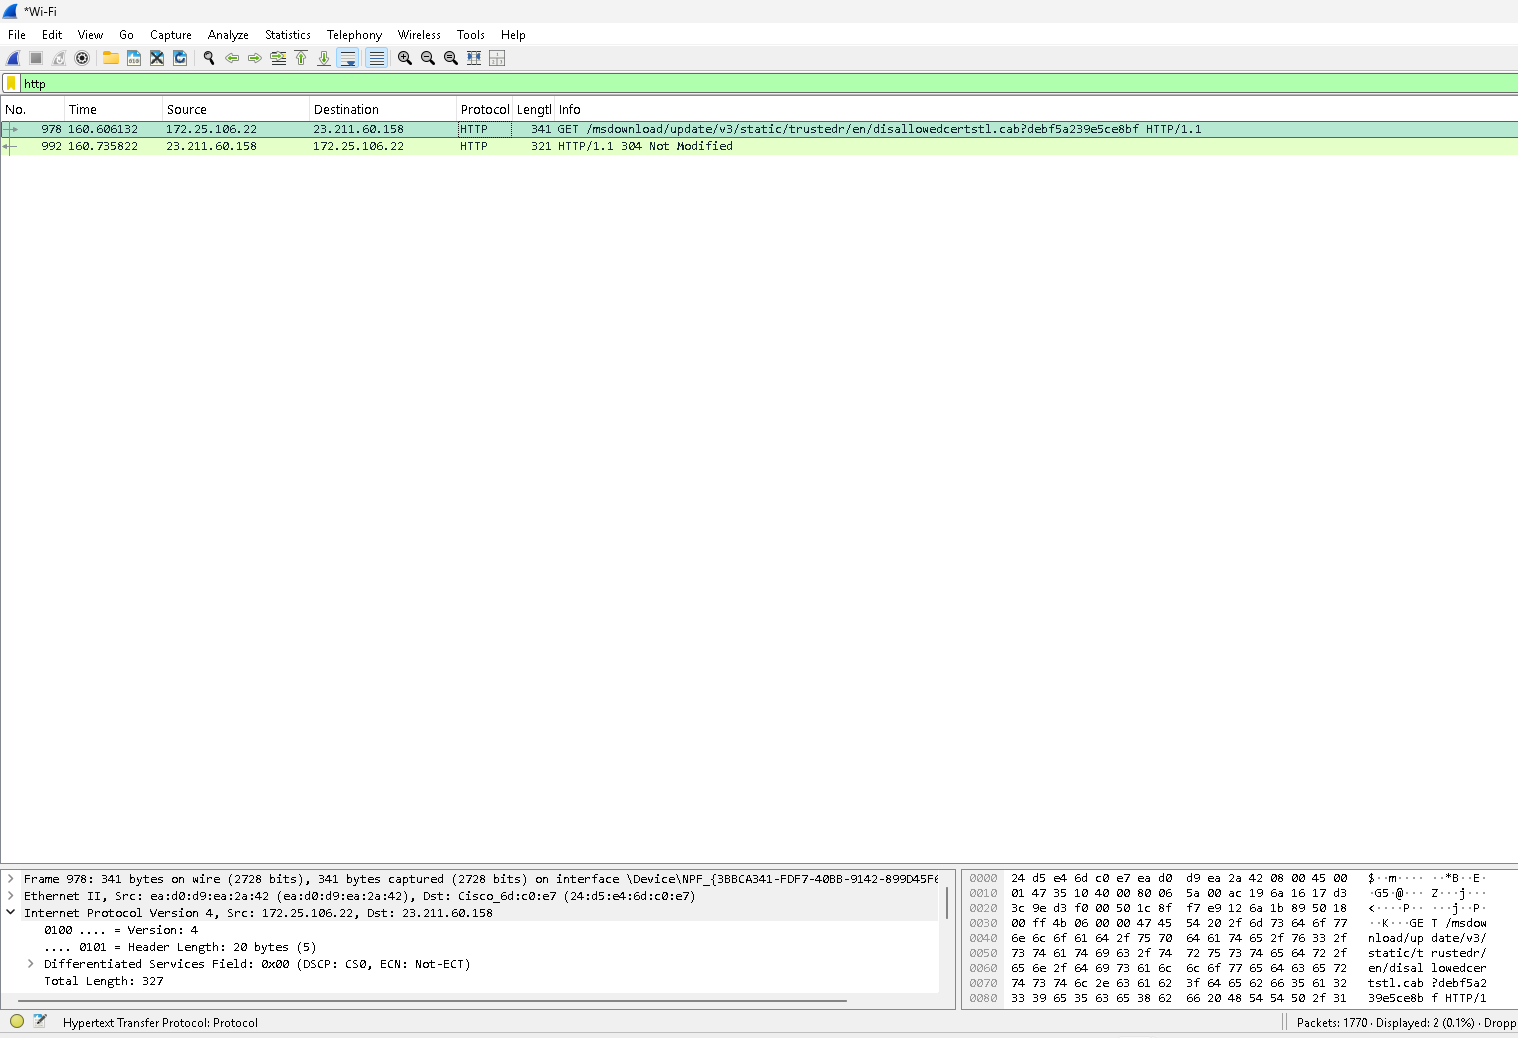 *Wi-Fi
File Edit View Go Capture Analyze Statistics Telephony Wireless Tools Help
http
No. Time Source Destination Protocol Lengtl Info
978 160.606132 172.25.106.22 23.211.60.158 HTTP 341 GET /msdownload/update/v3/static/trustedr/en/disallowedcertstl.cab?debf5a239e5ce8bf HTTP/1.1
992 160.735822 23.211.60.158 172.25.106.22 HTTP 321 HTTP/1.1 304 Not Modified
Frame 978: 341 bytes on wire (2728 bits), 341 bytes captured (2728 bits) on interface \Device\NPF_{3BBCA341-FDF7-40BB-9142-899D45F6
Ethernet II, Src: ea:d0:d9:ea:2a:42 (ea:d0:d9:ea:2a:42), Dst: Cisco_6d:c0:e7 (24:d5:e4:6d:c0:e7)
Internet Protocol Version 4, Src: 172.25.106.22, Dst: 23.211.60.158
0100 .... = Version: 4
.... 0101 = Header Length: 20 bytes (5)
Differentiated Services Field: 0x00 (DSCP: CS0, ECN: Not-ECT)
Total Length: 327
0000 24 d5 e4 6d c0 e7 ea d0 d9 ea 2a 42 08 00 45 00 $··m···· ··*B··E·
0010 01 47 35 10 40 00 80 06 5a 00 ac 19 6a 16 17 d3 ·G5·@··· Z···j···
0020 3c 9e d3 f0 00 50 1c 8f f7 e9 12 6a 1b 89 50 18 <····P·· ···j··P·
0030 00 ff 4b 06 00 00 47 45 54 20 2f 6d 73 64 6f 77 ··K···GE T /msdow
0040 6e 6c 6f 61 64 2f 75 70 64 61 74 65 2f 76 33 2f nload/up date/v3/
0050 73 74 61 74 69 63 2f 74 72 75 73 74 65 64 72 2f static/t rustedr/
0060 65 6e 2f 64 69 73 61 6c 6c 6f 77 65 64 63 65 72 en/disal lowedcer
0070 74 73 74 6c 2e 63 61 62 3f 64 65 62 66 35 61 32 tstl.cab ?debf5a2
0080 33 39 65 35 63 65 38 62 66 20 48 54 54 50 2f 31 39e5ce8b f HTTP/1
Hypertext Transfer Protocol: Protocol
Packets: 1770 · Displayed: 2 (0.1%) · Dropp